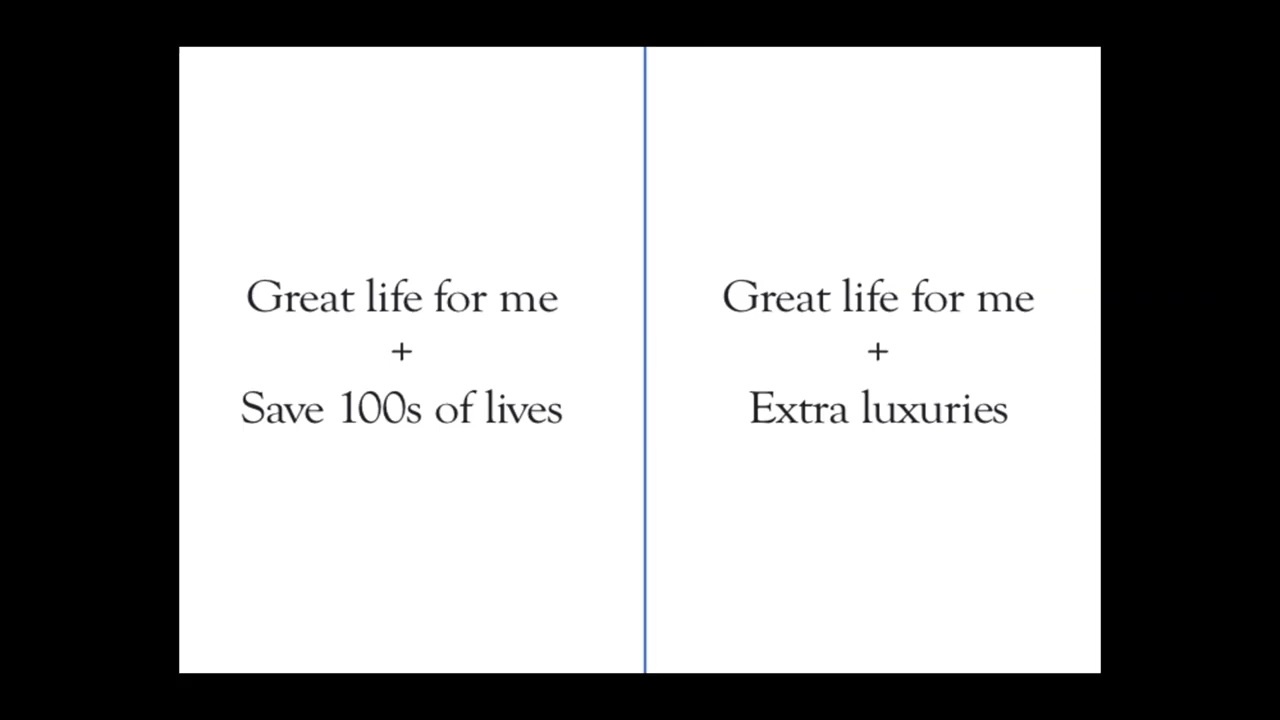 Great life for me
+
Save 100s of lives
Great life for me
+
Extra luxuries